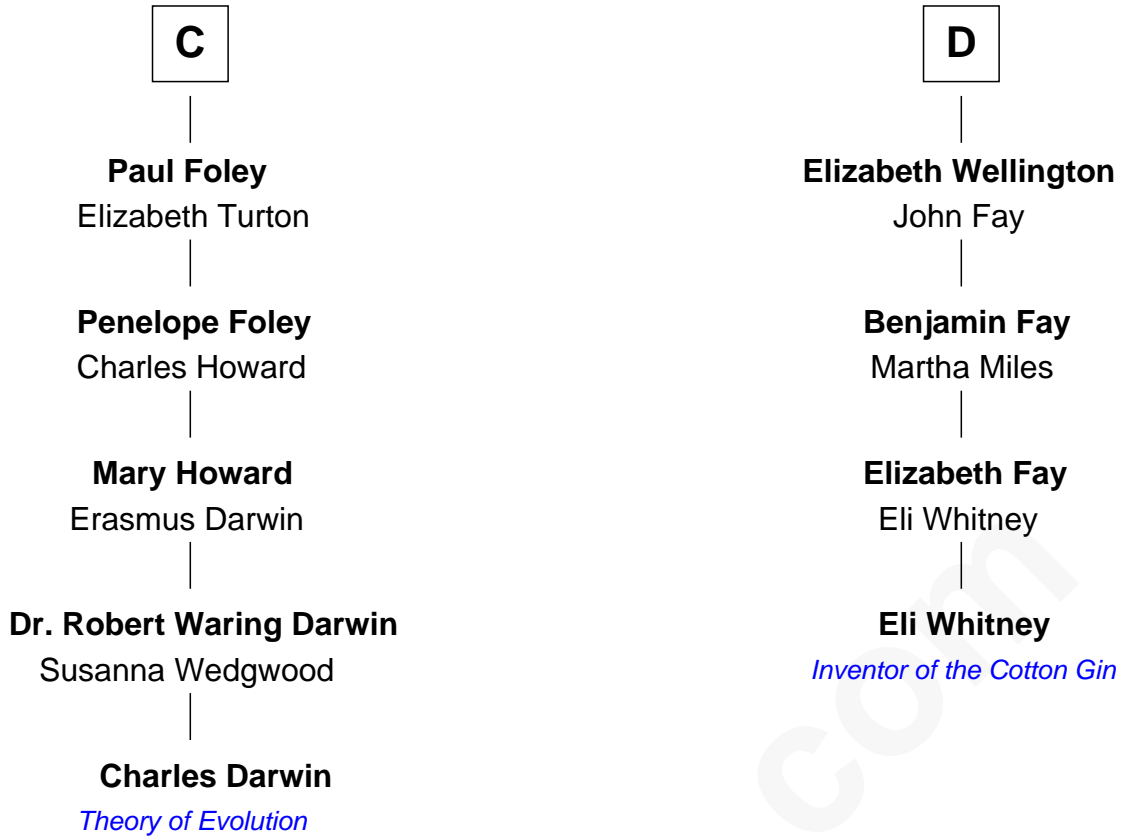 C
Paul Foley
Elizabeth Turton
Penelope Foley
Charles Howard
Mary Howard
Erasmus Darwin
Dr. Robert Waring Darwin
Susanna Wedgwood
Charles Darwin
Theory of Evolution
D
Elizabeth Wellington
John Fay
Benjamin Fay
Martha Miles
Elizabeth Fay
Eli Whitney
Eli Whitney
Inventor of the Cotton Gin
com